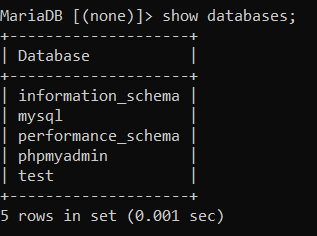 MariaDB [(none)]> show databases;
+--------------------+
| Database           |
+--------------------+
| information_schema |
| mysql              |
| performance_schema |
| phpmyadmin         |
| test               |
+--------------------+
5 rows in set (0.001 sec)